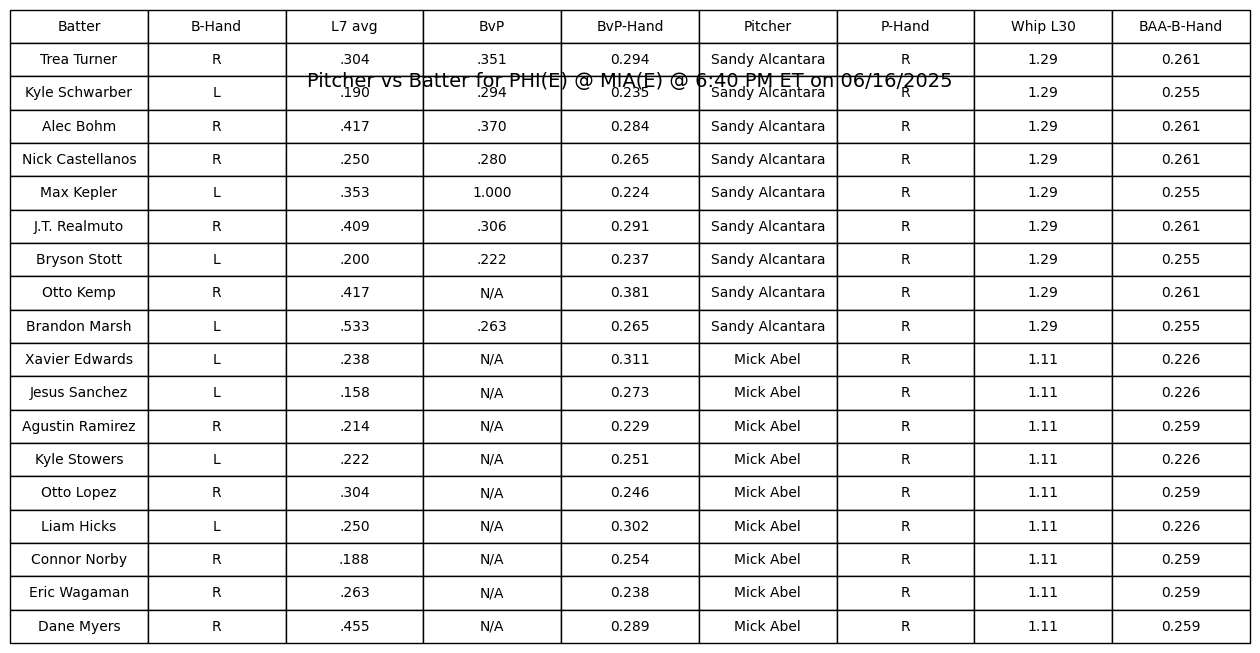 Batter B-Hand L7 avg BvP BvP-Hand Pitcher P-Hand Whip L30 BAA-B-Hand
Trea Turner R .304 .351 0.294 Sandy Alcantara R 1.29 0.261
Pitcher vs Batter for PHI(E) @ MIA(E) @ 6:40 PM ET on 06/16/2025
Kyle Schwarber L .190 .294 0.235 Sandy Alcantara R 1.29 0.255
Alec Bohm R .417 .370 0.284 Sandy Alcantara R 1.29 0.261
Nick Castellanos R .250 .280 0.265 Sandy Alcantara R 1.29 0.261
Max Kepler L .353 1.000 0.224 Sandy Alcantara R 1.29 0.255
J.T. Realmuto R .409 .306 0.291 Sandy Alcantara R 1.29 0.261
Bryson Stott L .200 .222 0.237 Sandy Alcantara R 1.29 0.255
Otto Kemp R .417 N/A 0.381 Sandy Alcantara R 1.29 0.261
Brandon Marsh L .533 .263 0.265 Sandy Alcantara R 1.29 0.255
Xavier Edwards L .238 N/A 0.311 Mick Abel R 1.11 0.226
Jesus Sanchez L .158 N/A 0.273 Mick Abel R 1.11 0.226
Agustin Ramirez R .214 N/A 0.229 Mick Abel R 1.11 0.259
Kyle Stowers L .222 N/A 0.251 Mick Abel R 1.11 0.226
Otto Lopez R .304 N/A 0.246 Mick Abel R 1.11 0.259
Liam Hicks L .250 N/A 0.302 Mick Abel R 1.11 0.226
Connor Norby R .188 N/A 0.254 Mick Abel R 1.11 0.259
Eric Wagaman R .263 N/A 0.238 Mick Abel R 1.11 0.259
Dane Myers R .455 N/A 0.289 Mick Abel R 1.11 0.259